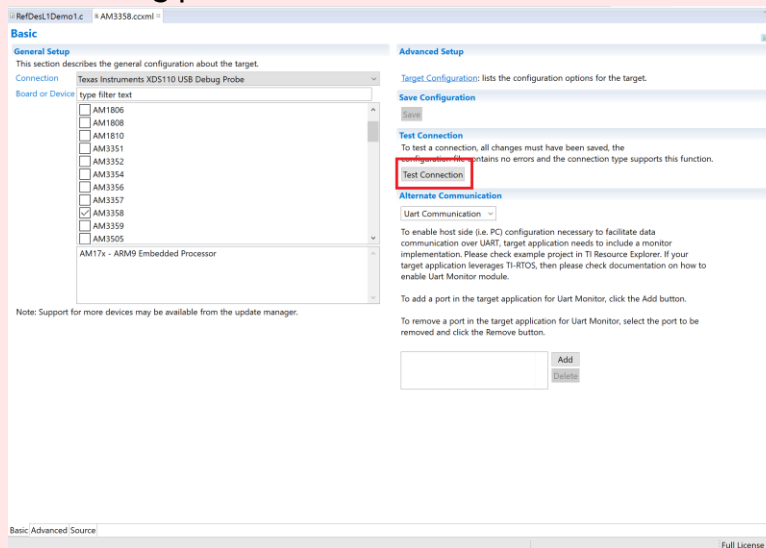 RefDesL1Demo1.c
AM3358.ccxml
Basic
General Setup
This section describes the general configuration about the target.
Connection
Texas Instruments XDS110 USB Debug Probe
Board or Device
type filter text
AM1806
AM1808
AM1810
AM3351
AM3352
AM3354
AM3356
AM3357
AM3358
AM3359
AM3505
AM17x - ARM9 Embedded Processor
Note: Support for more devices may be available from the update manager.
Advanced Setup
Target Configuration: lists the configuration options for the target.
Save Configuration
Save
Test Connection
To test a connection, all changes must have been saved, the
configuration file contains no errors and the connection type supports this function.
Test Connection
Alternate Communication
Uart Communication
To enable host side (i.e. PC) configuration necessary to facilitate data
communication over UART, target application needs to include a monitor
implementation. Please check example project in TI Resource Explorer. If your
target application leverages TI-RTOS, then please check documentation on how to
enable Uart Monitor module.
To add a port in the target application for Uart Monitor, click the Add button.
To remove a port in the target application for Uart Monitor, select the port to be
removed and click the Remove button.
Add
Delete
Basic Advanced Source
Full License